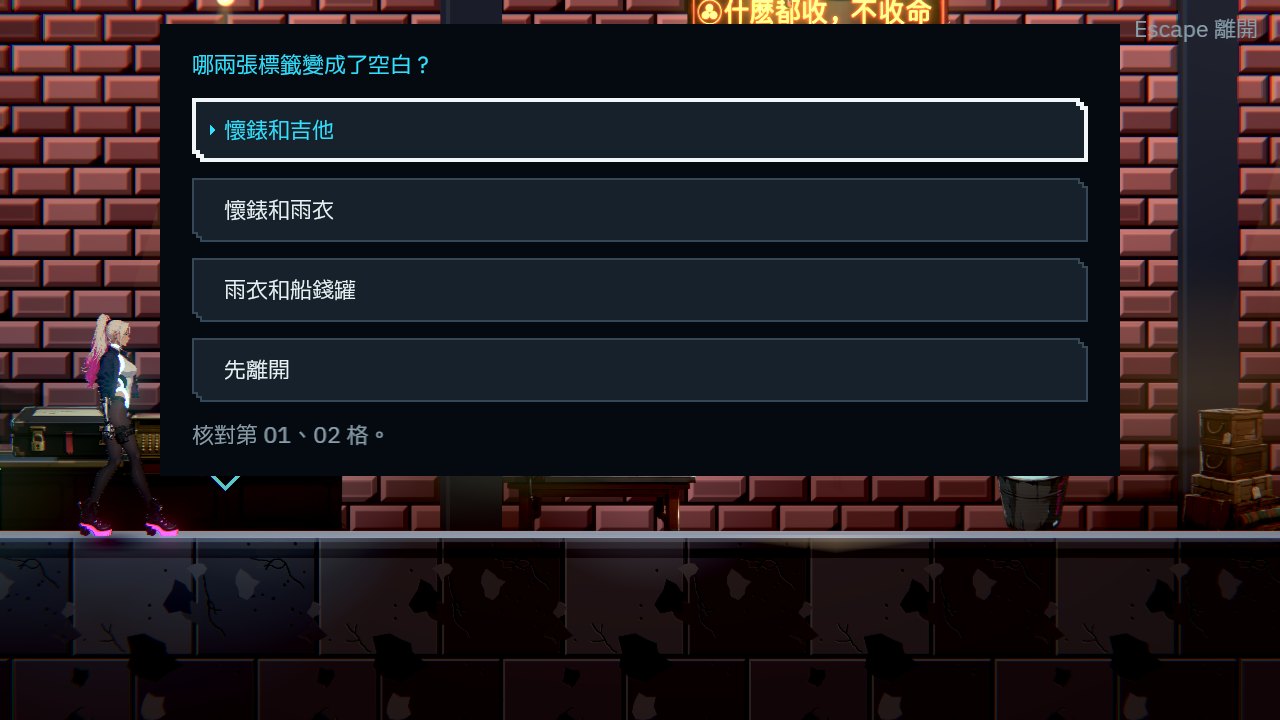 什麼都收，不收命
Escape 離開
哪兩張標籤變成了空白？
懷錶和吉他
懷錶和雨衣
雨衣和船錢罐
先離開
核對第 01、02 格。